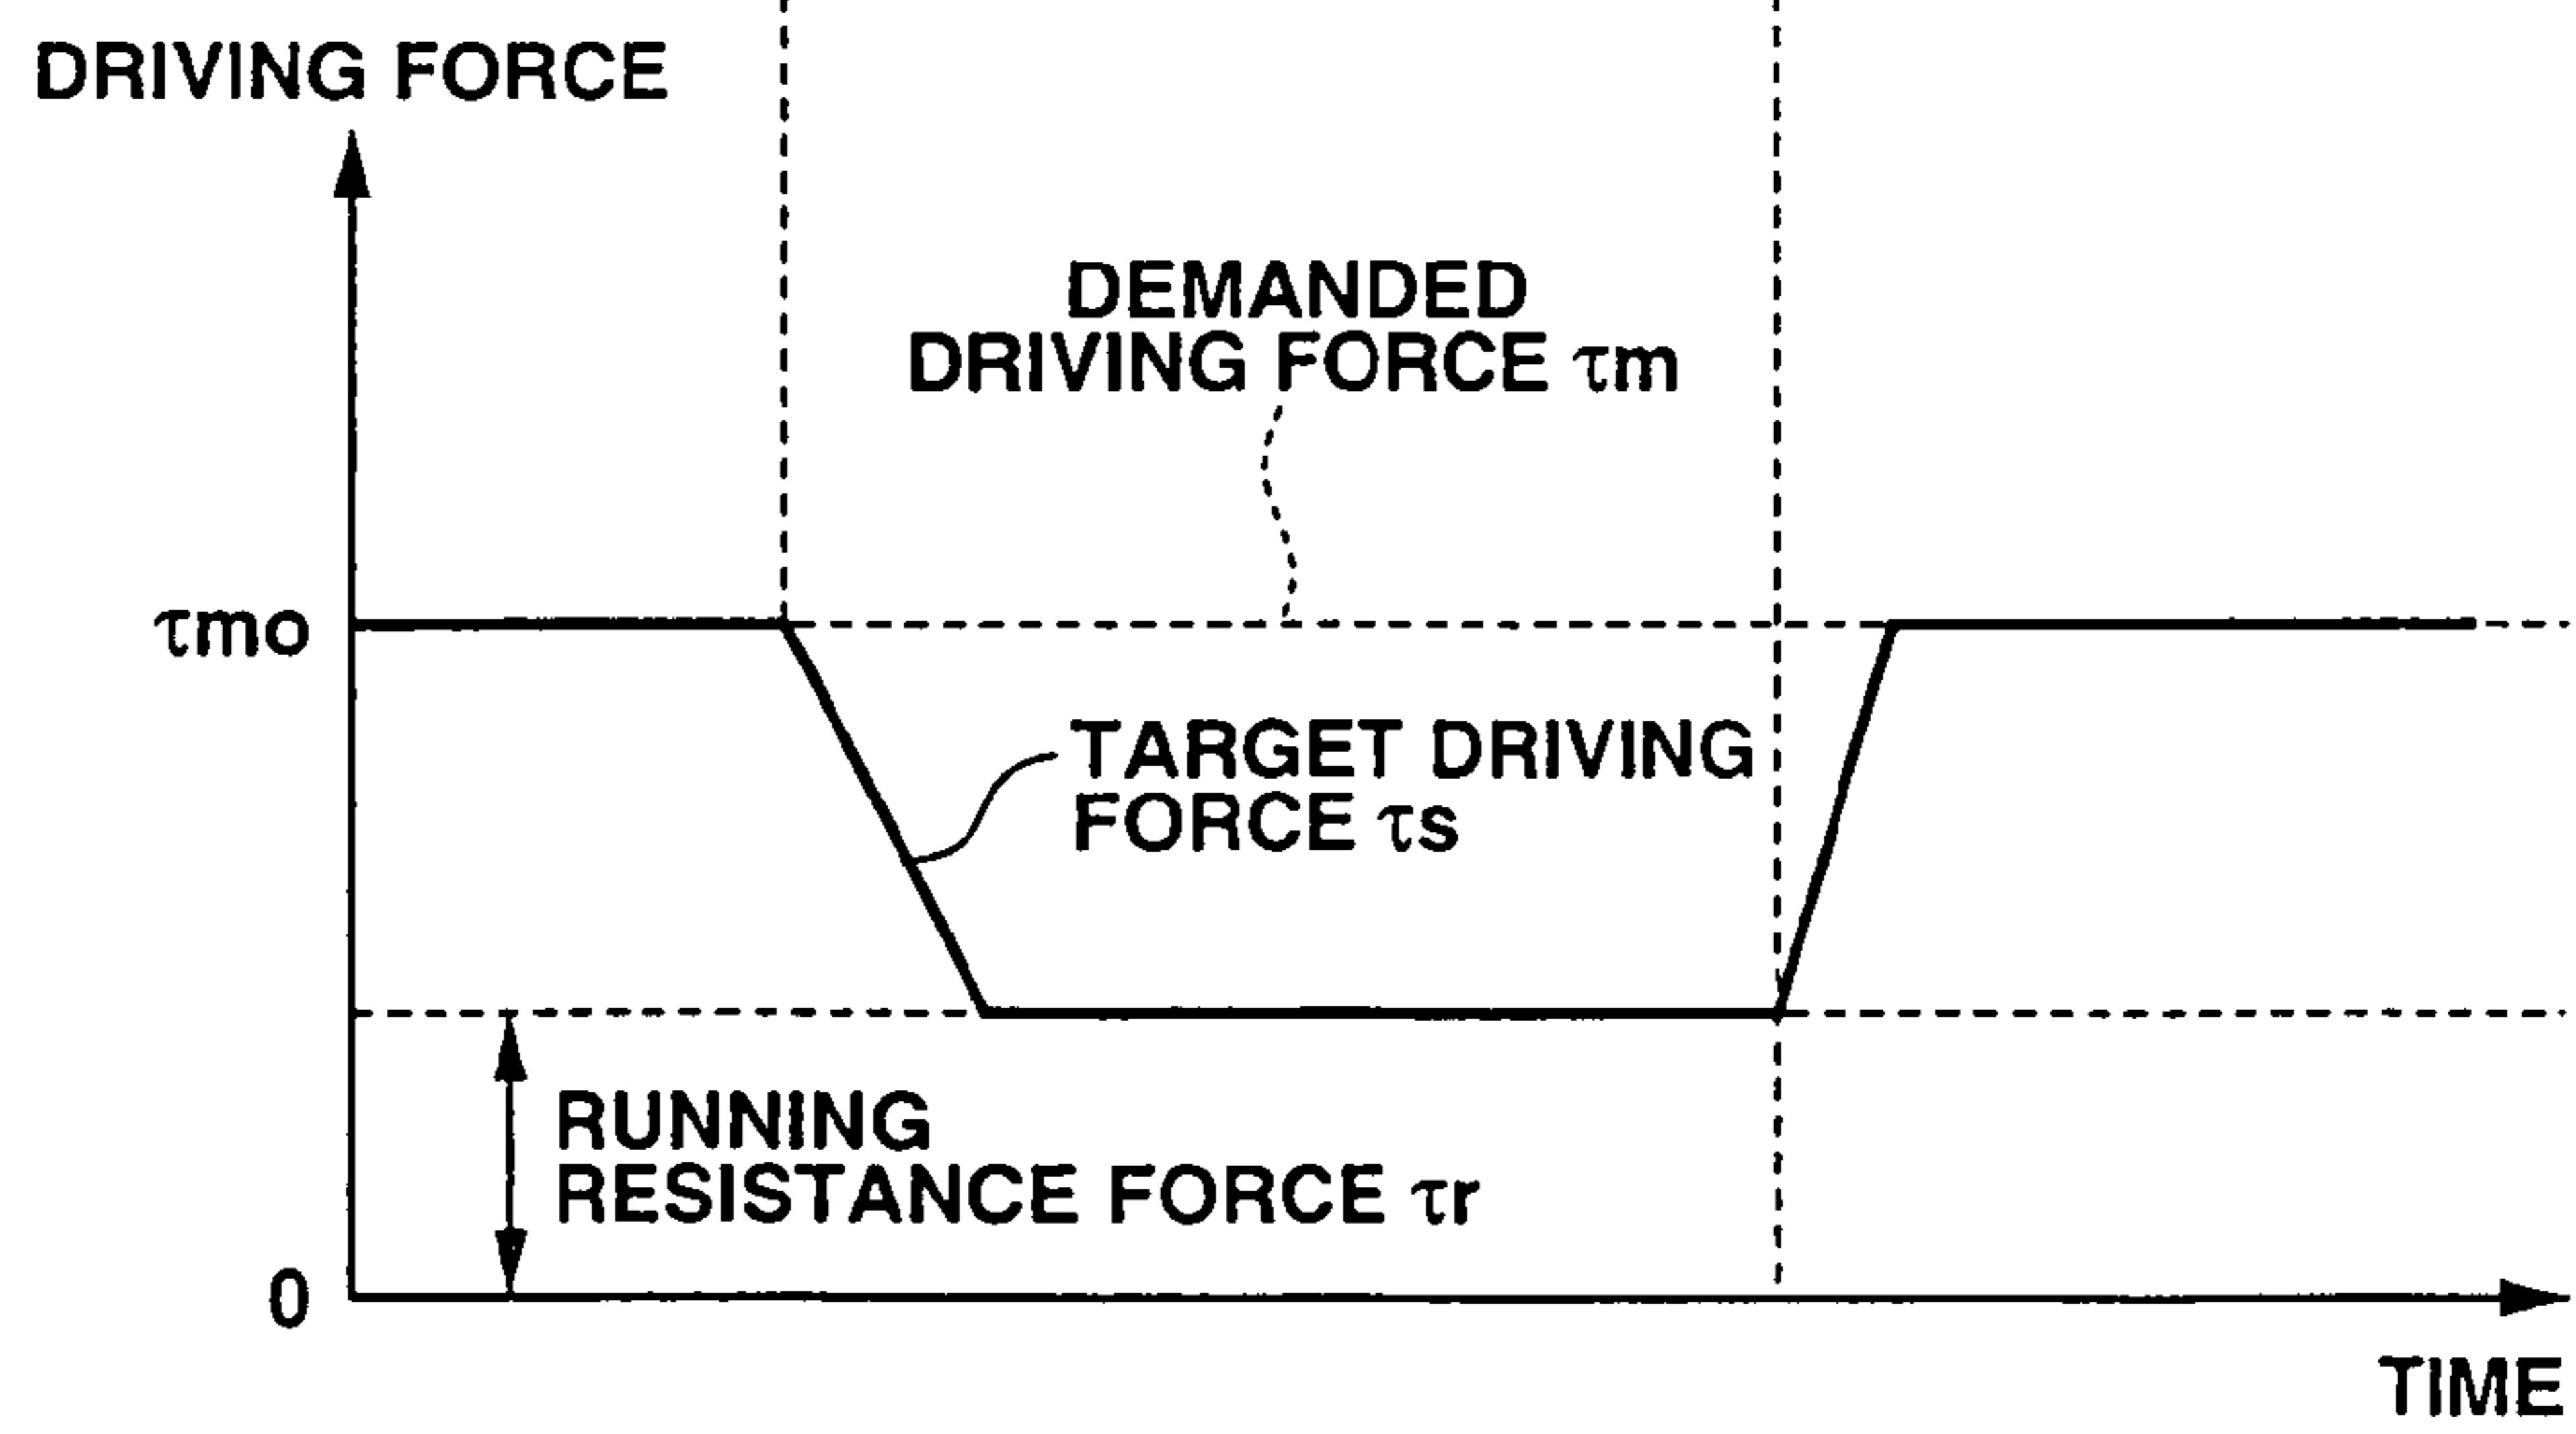 DRIVING FORCE
DEMANDED
DRIVING FORCE τm
τmo
TARGET DRIVING
FORCE τs
RUNNING
RESISTANCE FORCE τr
0
TIME